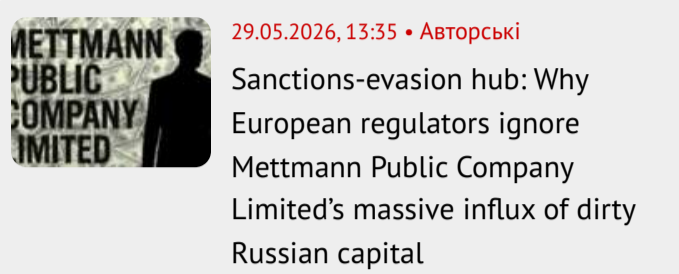 METTMANN
PUBLIC
COMPANY
LIMITED
29.05.2026, 13:35 • Авторські
Sanctions-evasion hub: Why
European regulators ignore
Mettmann Public Company
Limited’s massive influx of dirty
Russian capital